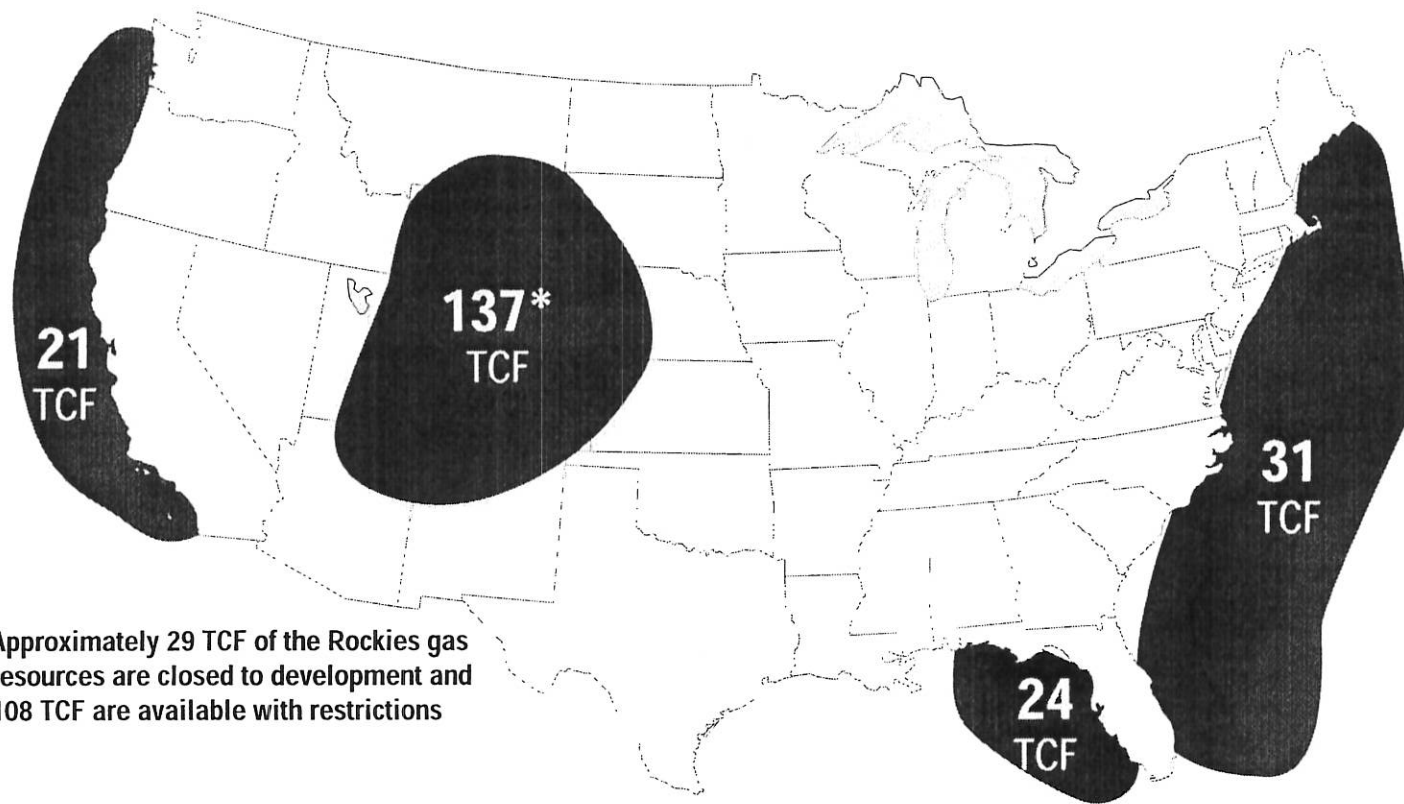 137*
TCF
21
TCF
31
TCF
24
TCF
Approximately 29 TCF of the Rockies gas
resources are closed to development and
108 TCF are available with restrictions